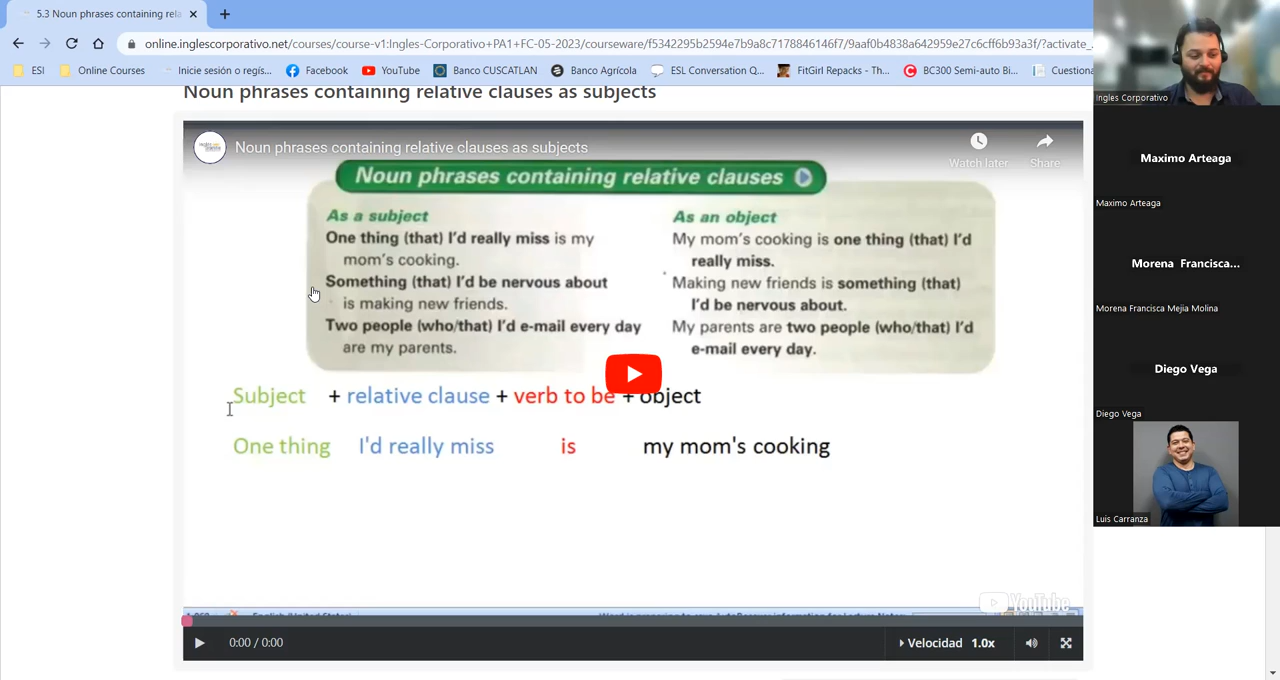 5.3 Noun phrases containing rela
online.inglescorporativo.net/courses/course-v1:Ingles-Corporativo+PA1+FC-05-2023/courseware/f5342295b2594e7b9a8c7178846146f7/9aaf0b4838a642959e27c6cff6b93a3f/?activate_
ESI
Online Courses
Inicie sesión o regís...
Facebook
YouTube
Banco CUSCATLAN
Banco Agrícola
ESL Conversation Q...
FitGirl Repacks - Th...
BC300 Semi-auto Bi...
Cuestiona
Noun phrases containing relative clauses as subjects
Noun phrases containing relative clauses as subjects
Watch later
Share
Noun phrases containing relative clauses
As a subject
One thing (that) I'd really miss is my
mom's cooking.
Something (that) I'd be nervous about
is making new friends.
Two people (who/that) I'd e-mail every day
are my parents.
As an object
My mom's cooking is one thing (that) I'd
really miss.
Making new friends is something (that)
I'd be nervous about.
My parents are two people (who/that) I'd
e-mail every day.
Subject + relative clause + verb to be + object
One thing I'd really miss is my mom's cooking
English (United States)
YouTube
0:00 / 0:00
Velocidad 1.0x
Ingles Corporativo
Maximo Arteaga
Maximo Arteaga
Morena Francisca...
Morena Francisca Mejia Molina
Diego Vega
Diego Vega
Luis Carranza